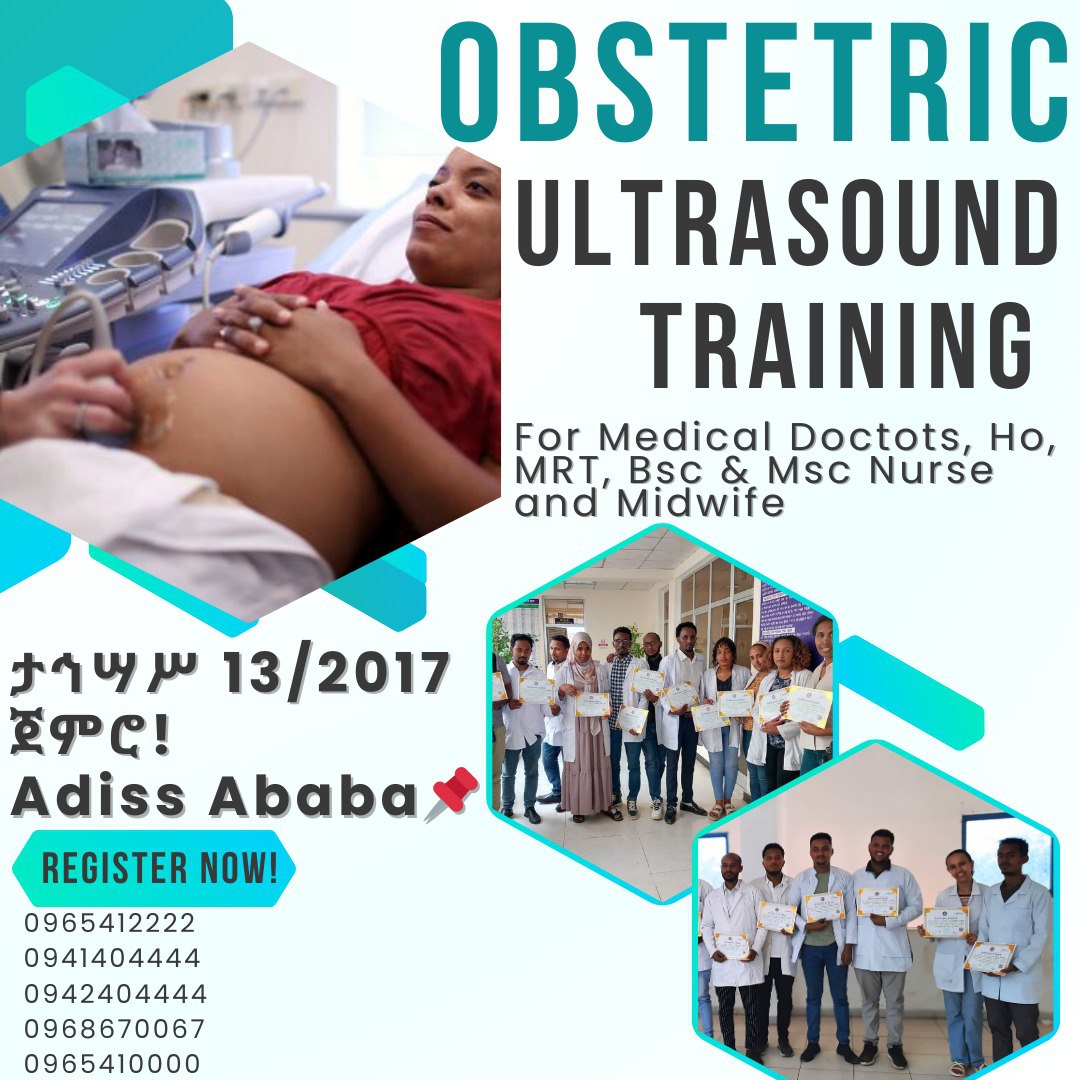 OBSTETRIC
ULTRASOUND
TRAINING
For Medical Doctots, Ho,
MRT, Bsc & Msc Nurse
and Midwife
ታኅሣሥ 13/2017
ጀምሮ!
Adiss Ababa
REGISTER NOW!
0965412222
0941404444
0942404444
0968670067
0965410000